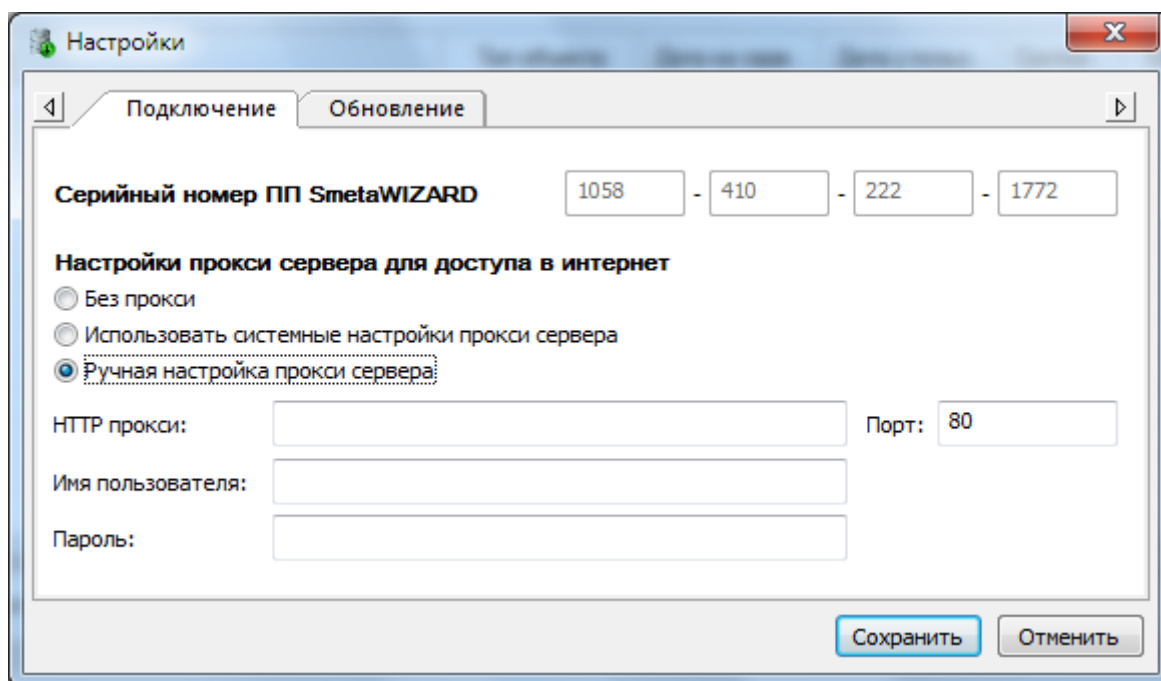 Настройки
Подключение Обновление
Серийный номер ПП SmetaWIZARD 1058 - 410 - 222 - 1772
Настройки прокси сервера для доступа в интернет
Без прокси
Использовать системные настройки прокси сервера
Ручная настройка прокси сервера
HTTP прокси: Порт: 80
Имя пользователя:
Пароль:
Сохранить Отменить